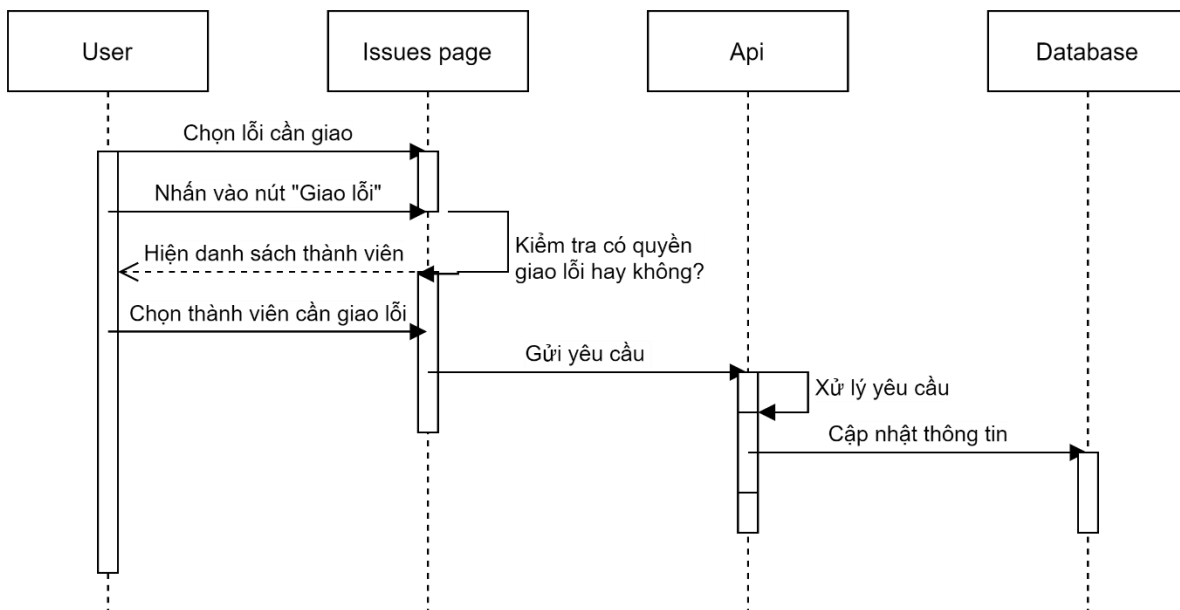 User
Issues page
Api
Database
Chọn lỗi cần giao
Nhấn vào nút "Giao lỗi"
Kiểm tra có quyền
giao lỗi hay không?
Hiện danh sách thành viên
Chọn thành viên cần giao lỗi
Gửi yêu cầu
Xử lý yêu cầu
Cập nhật thông tin